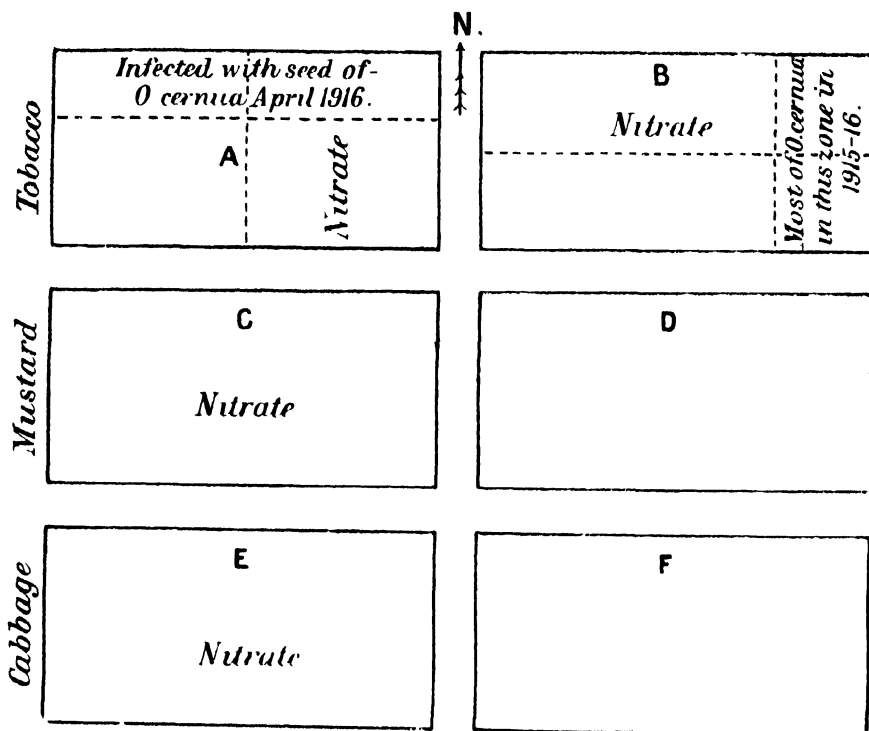 N.
Tobacco
Infected with seed of-
O cernua April 1916.
A
Nitrate
B
Nitrate
Most of O.cernua
in this zone in
1915-16.
Mustard
C
Nitrate
D
Cabbage
E
Nitrate
F